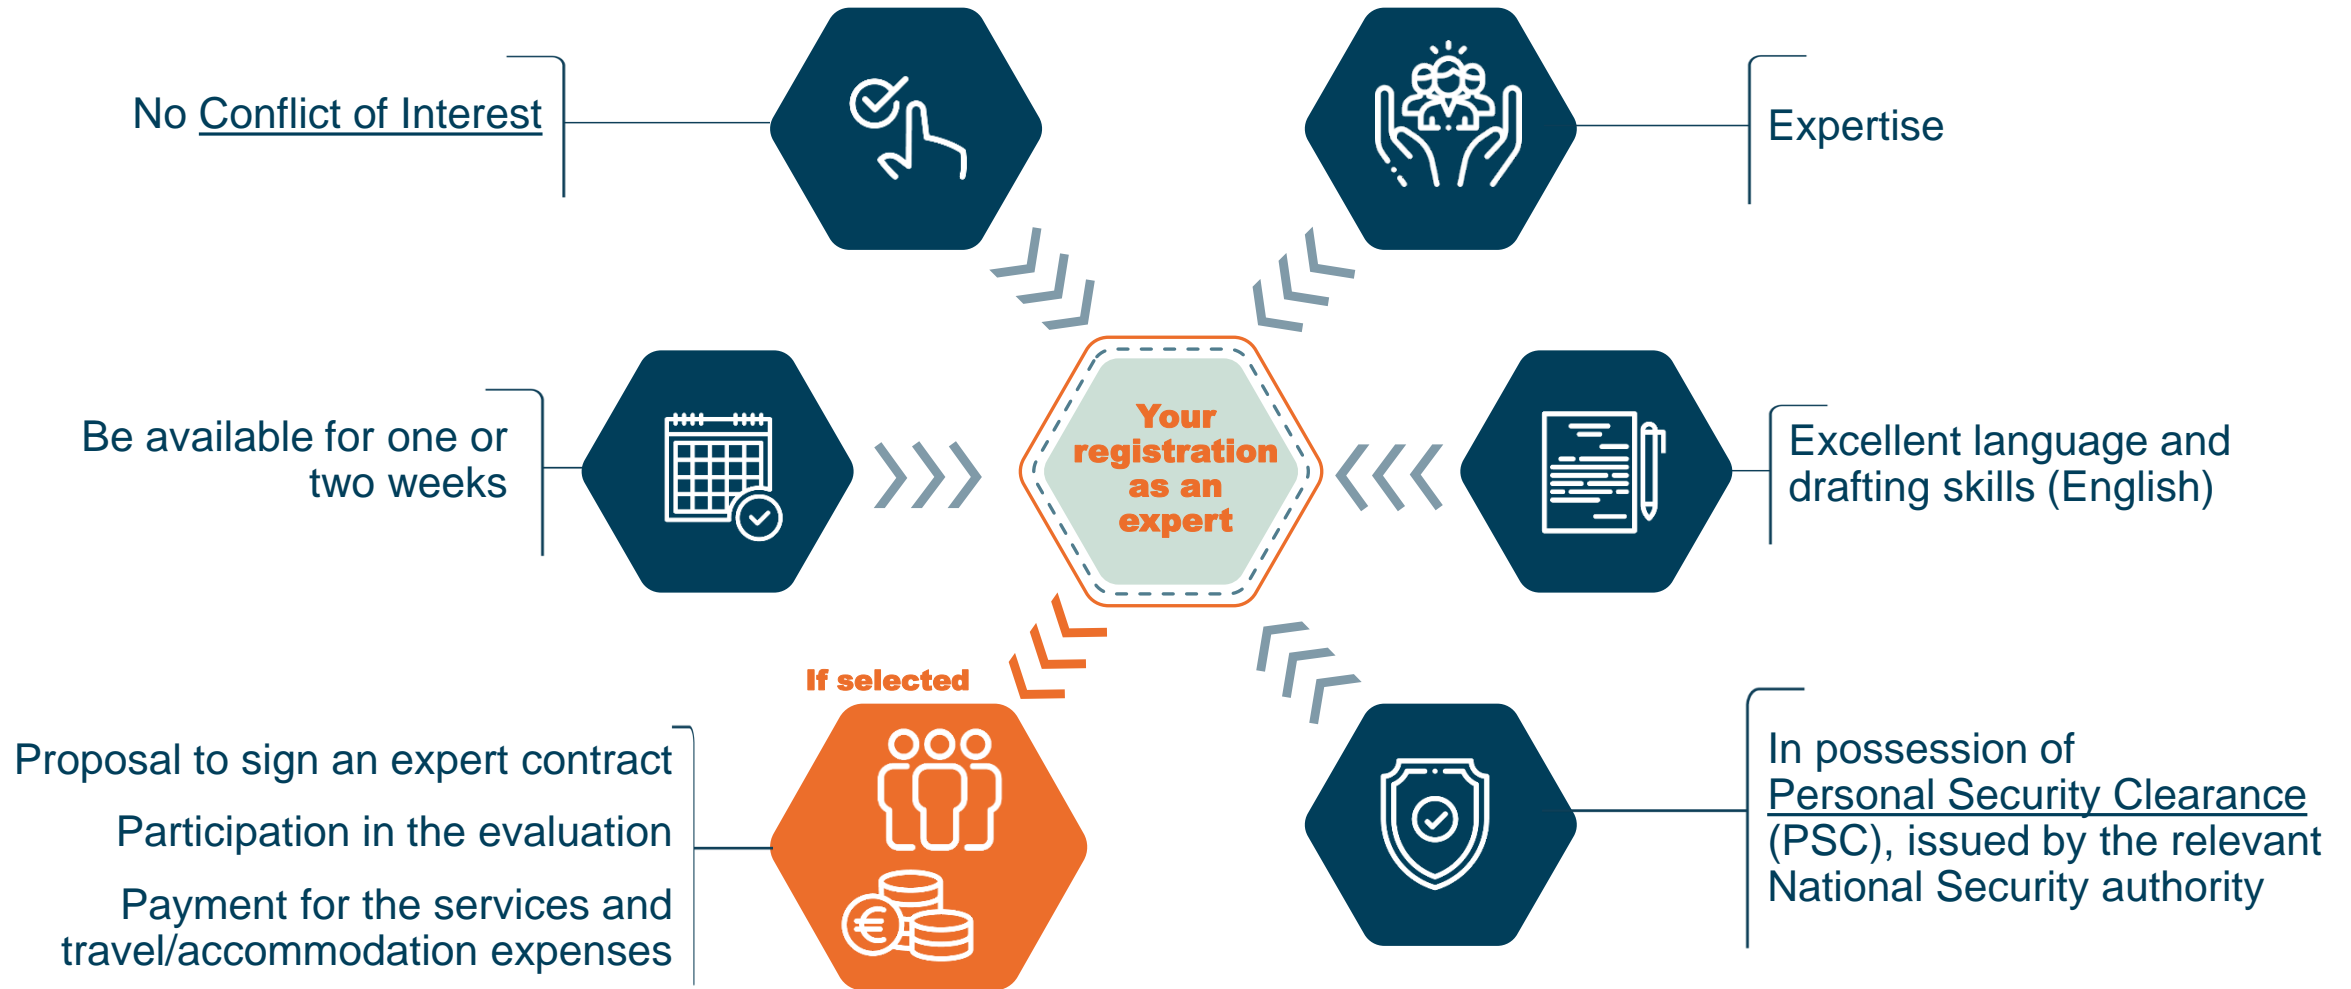 No Conflict of Interest
Expertise
Be available for one or
two weeks
Your
registration
as an
expert
Excellent language and
drafting skills (English)
If selected
Proposal to sign an expert contract
Participation in the evaluation
Payment for the services and
travel/accommodation expenses
In possession of
Personal Security Clearance
(PSC), issued by the relevant
National Security authority